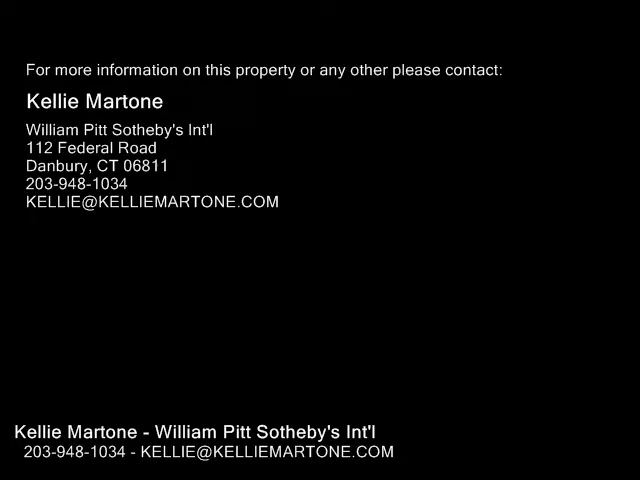 For more information on this property or any other please contact:
Kellie Martone
William Pitt Sotheby's Int'l
112 Federal Road
Danbury, CT 06811
203-948-1034
KELLIE@KELLIEMARTONE.COM
Kellie Martone - William Pitt Sotheby's Int'l
203-948-1034 - KELLIE@KELLIEMARTONE.COM